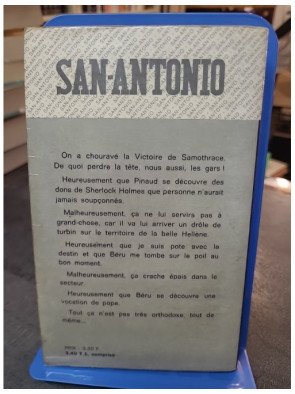 SAN-ANTONIO
On a chouravé la Victoire de Samothrace.
De quoi perdre la tête, nous aussi, les gars !
Heureusement que Pinaud se découvre des
dons de Sherlock Holmes que personne n'aurait
jamais soupçonnés.
Malheureusement, ça ne lui servira pas à
grand-chose, car il va lui arriver un drôle de
turbin sur le territoire de la belle Hellène.
Heureusement que je suis pote avec le
destin et que Béru me tombe sur le poil au
bon moment.
Malheureusement, ça crache épais dans le
secteur.
Heureusement que Béru se découvre une
vocation de pope.
Tout ça n'est pas très orthodoxe, tout de
même...
3,40 F t. l. comprise